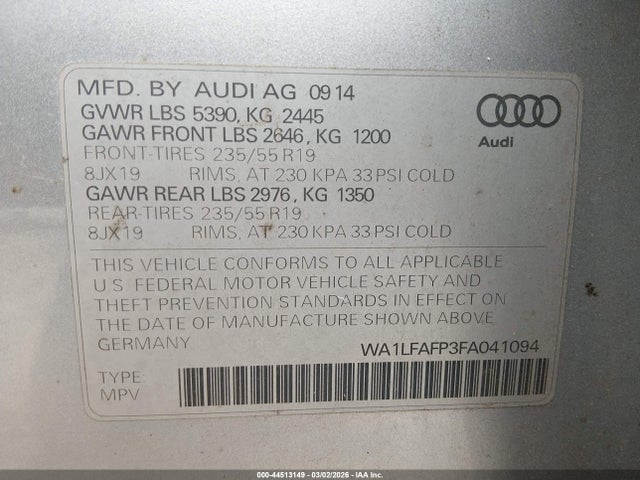 MFD. BY AUDI AG 09 14
GVWR LBS 5390, KG 2445
GAWR FRONT LBS 2646, KG 1200
FRONT-TIRES 235/55 R19
8JX19 RIMS, AT 230 KPA 33 PSI COLD
GAWR REAR LBS 2976, KG 1350
REAR-TIRES 235/55 R19
8JX19 RIMS, AT 230 KPA 33 PSI COLD
Audi
THIS VEHICLE CONFORMS TO ALL APPLICABLE
U.S. FEDERAL MOTOR VEHICLE SAFETY AND
THEFT PREVENTION STANDARDS IN EFFECT ON
THE DATE OF MANUFACTURE SHOWN ABOVE
GERMANY.
WA1LFAFP3FA041094
TYPE:
MPV
000-44513149 | 03/02/2026 | IAA Inc.